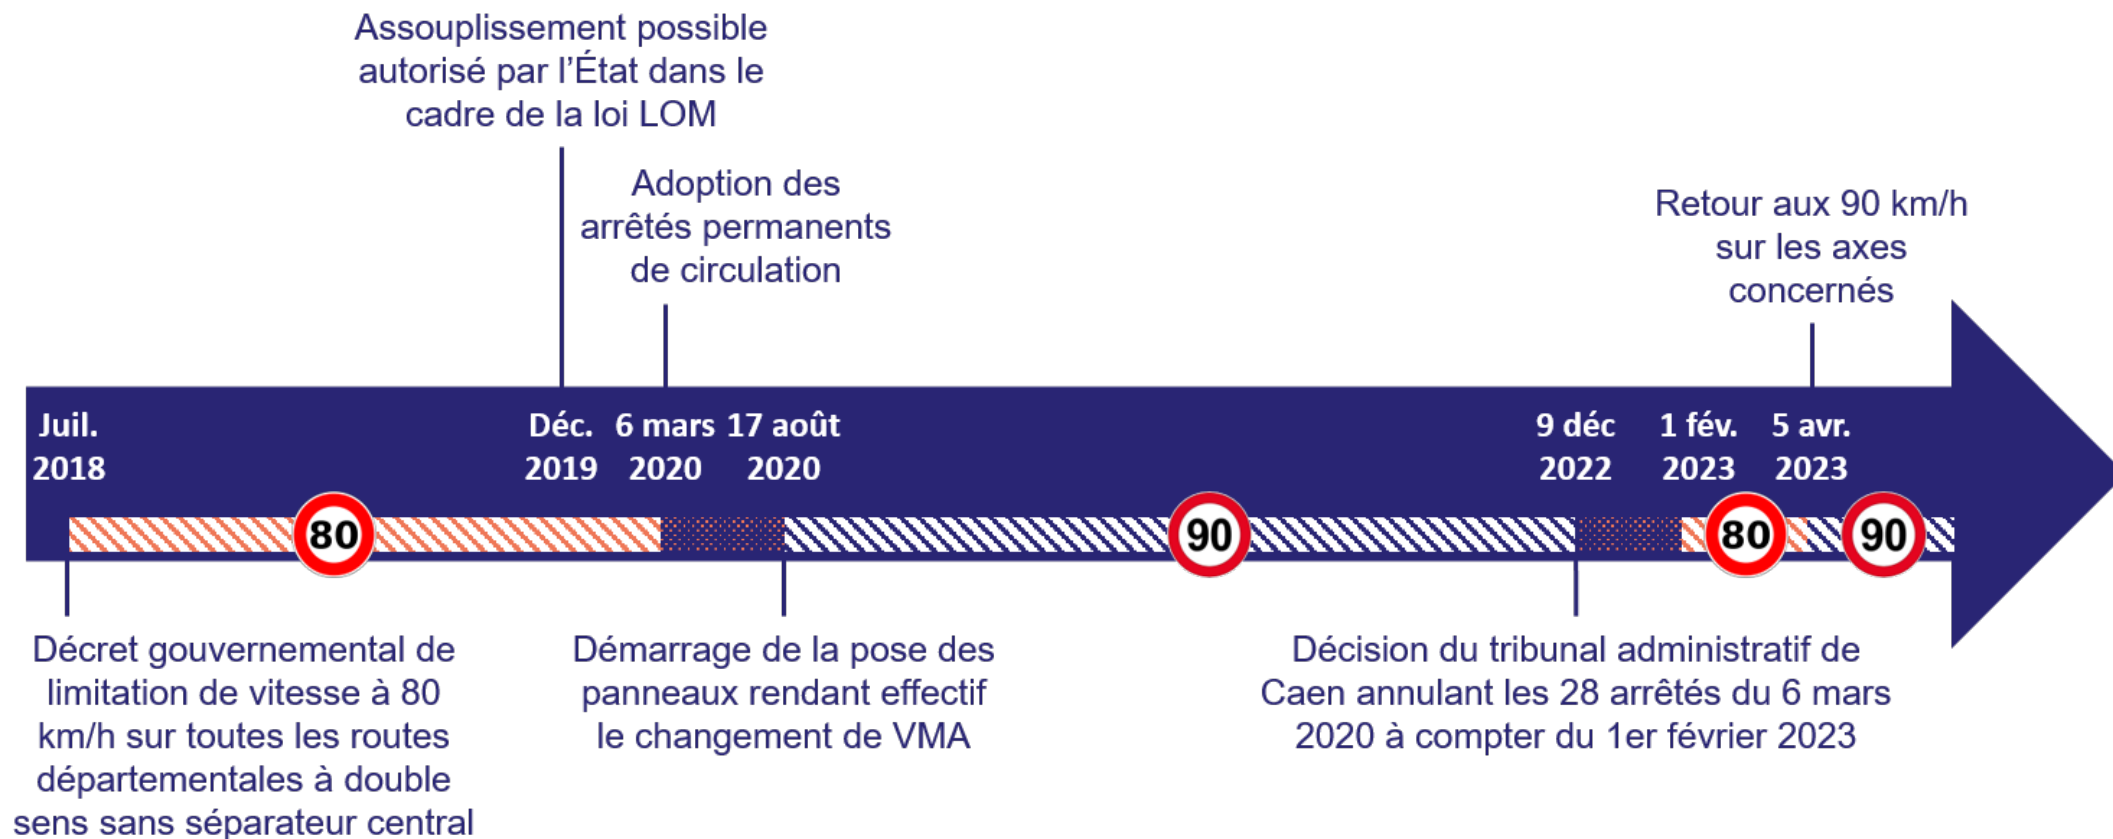 Assouplissement possible
autorisé par l'État dans le
cadre de la loi LOM
Adoption des
arrêtés permanents
de circulation
Retour aux 90 km/h
sur les axes
concernés
Juil.
2018
Déc.
2019
6 mars
2020
17 août
2020
9 déc
2022
1 fév.
2023
5 avr.
2023
80
90
80
90
Décret gouvernemental de
limitation de vitesse à 80
km/h sur toutes les routes
départementales à double
sens sans séparateur central
Démarrage de la pose des
panneaux rendant effectif
le changement de VMA
Décision du tribunal administratif de
Caen annulant les 28 arrêtés du 6 mars
2020 à compter du 1er février 2023